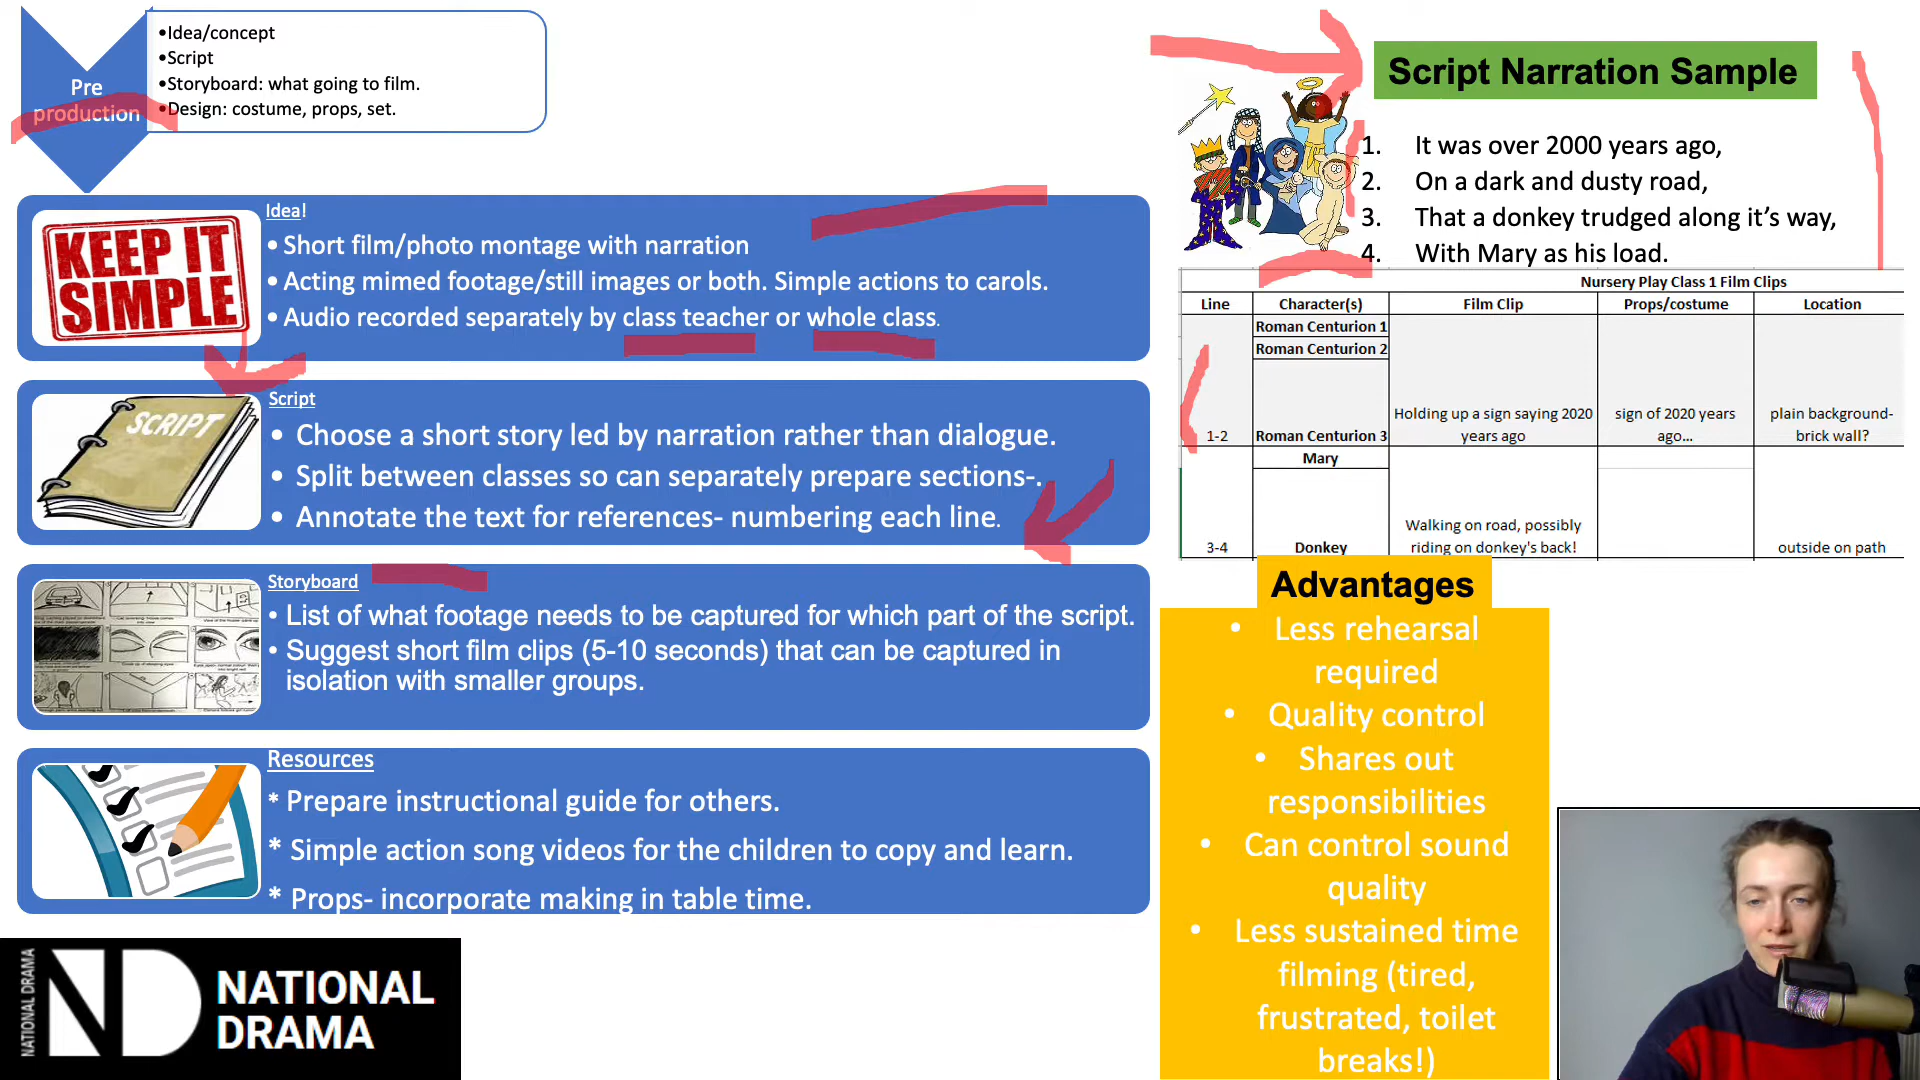 Pre
production
•Idea/concept
•Script
•Storyboard: what going to film.
•Design: costume, props, set.
KEEP IT
SIMPLE
Idea!
• Short film/photo montage with narration
• Acting mimed footage/still images or both. Simple actions to carols.
• Audio recorded separately by class teacher or whole class.
SCRIPT
Script
• Choose a short story led by narration rather than dialogue.
• Split between classes so can separately prepare sections-.
• Annotate the text for references- numbering each line.
Storyboard
• List of what footage needs to be captured for which part of the script.
• Suggest short film clips (5-10 seconds) that can be captured in
isolation with smaller groups.
Resources
* Prepare instructional guide for others.
* Simple action song videos for the children to copy and learn.
* Props- incorporate making in table time.
NATIONAL DRAMA
ND
NATIONAL
DRAMA
Script Narration Sample
1. It was over 2000 years ago,
2. On a dark and dusty road,
3. That a donkey trudged along it’s way,
4. With Mary as his load.
Nursery Play Class 1 Film Clips
Line Character(s) Film Clip Props/costume Location
Roman Centurion 1
Roman Centurion 2
Holding up a sign saying 2020 sign of 2020 years plain background-
1-2 Roman Centurion 3 years ago ago... brick wall?
Mary
Walking on road, possibly
3-4 Donkey riding on donkey's back! outside on path
Advantages
• Less rehearsal
required
• Quality control
• Shares out
responsibilities
• Can control sound
quality
• Less sustained time
filming (tired,
frustrated, toilet
breaks!)